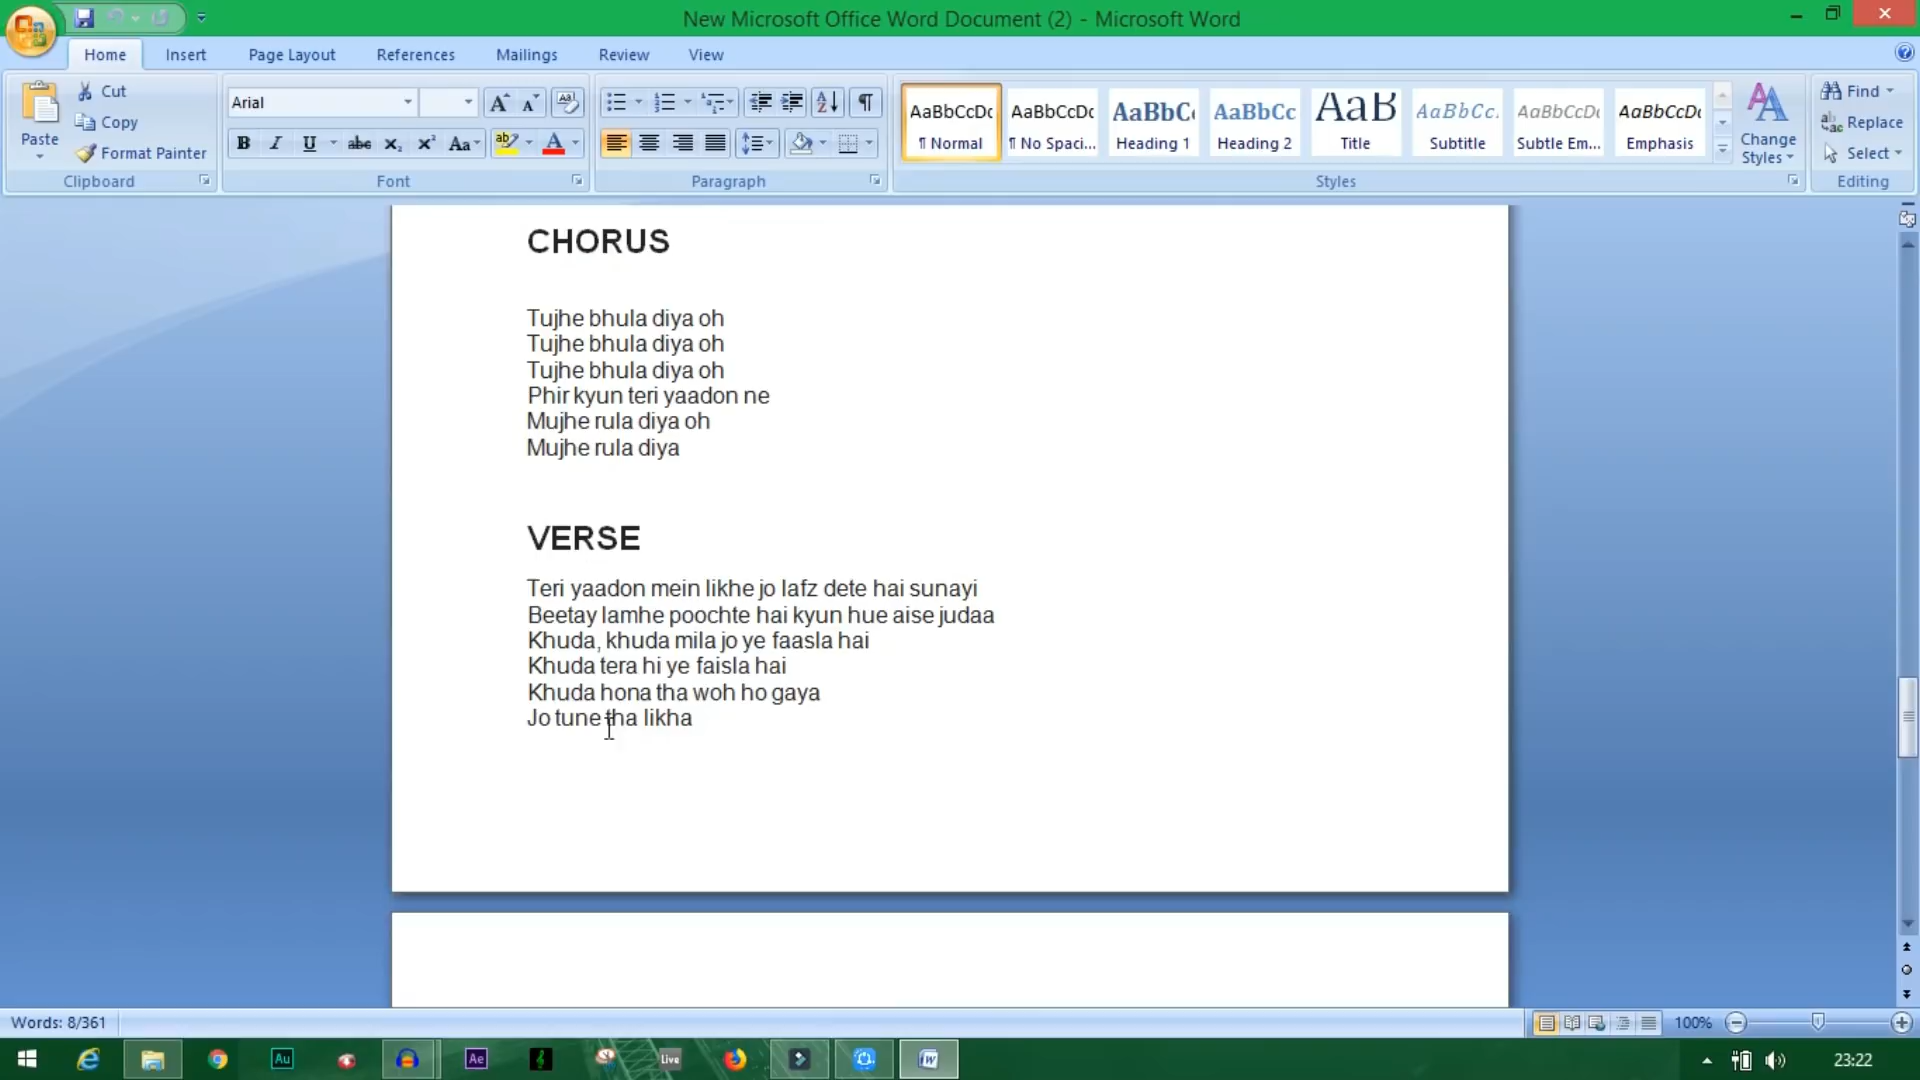 New Microsoft Office Word Document (2) - Microsoft Word
Home Insert Page Layout References Mailings Review View
Paste
Cut
Copy
Format Painter
Clipboard
Arial
Font
Paragraph
AaBbCcDc AaBbCcDc AaBbC AaBbCc AaB AaBbCc. AaBbCcDc AaBbCcDc
¶ Normal ¶ No Spaci... Heading 1 Heading 2 Title Subtitle Subtle Em... Emphasis
Change Styles
Styles
Find
Replace
Select
Editing
CHORUS
Tujhe bhula diya oh
Tujhe bhula diya oh
Tujhe bhula diya oh
Phir kyun teri yaadon ne
Mujhe rula diya oh
Mujhe rula diya
VERSE
Teri yaadon mein likhe jo lafz dete hai sunayi
Beetay lamhe poochte hai kyun hue aise judaa
Khuda, khuda mila jo ye faasla hai
Khuda tera hi ye faisla hai
Khuda hona tha woh ho gaya
Jo tune tha likha
Words: 8/361
100%
Au Ae Live
23:22